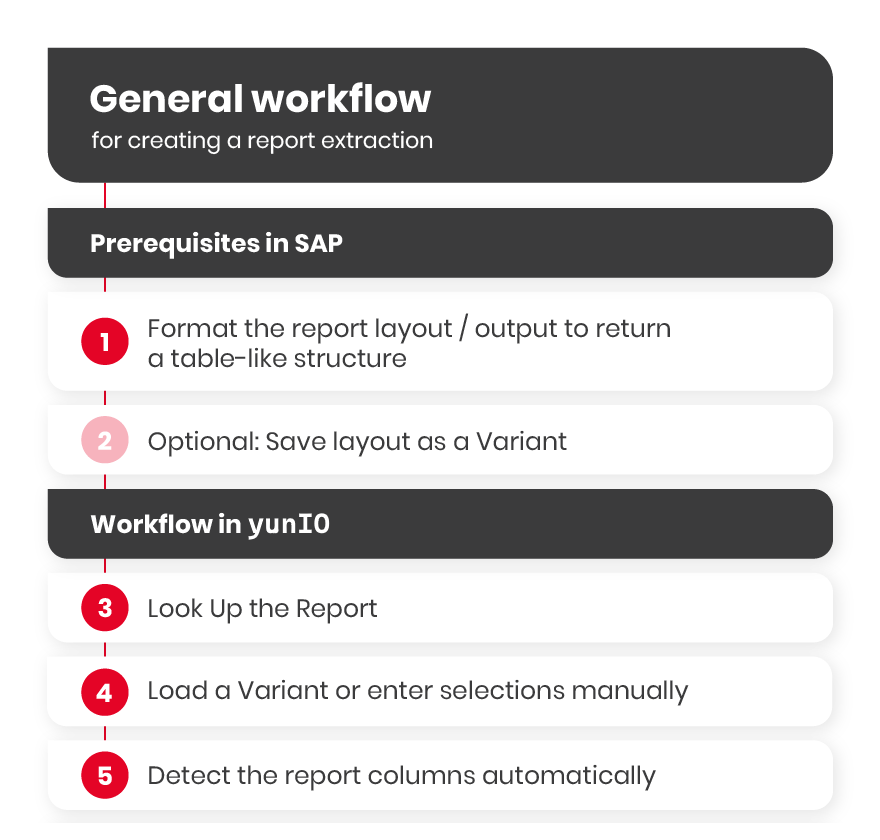 General workflow
for creating a report extraction
Prerequisites in SAP
1
Format the report layout / output to return
a table-like structure
2
Optional: Save layout as a Variant
Workflow in yunIO
3
Look Up the Report
4
Load a Variant or enter selections manually
5
Detect the report columns automatically